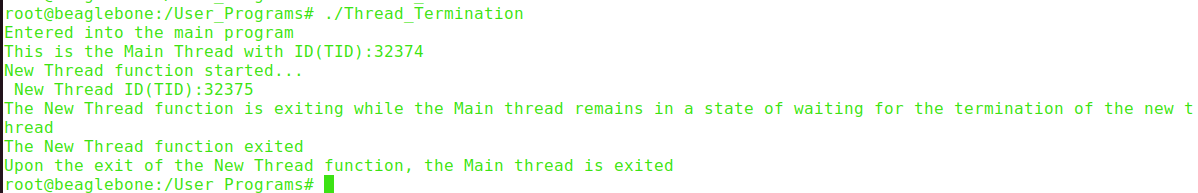 root@beaglebone:/User_Programs# ./Thread_Termination
Entered into the main program
This is the Main Thread with ID(TID):32374
New Thread function started...
 New Thread ID(TID):32375
The New Thread function is exiting while the Main thread remains in a state of waiting for the termination of the new t
hread
The New Thread function exited
Upon the exit of the New Thread function, the Main thread is exited
root@beaglebone:/User_Programs#